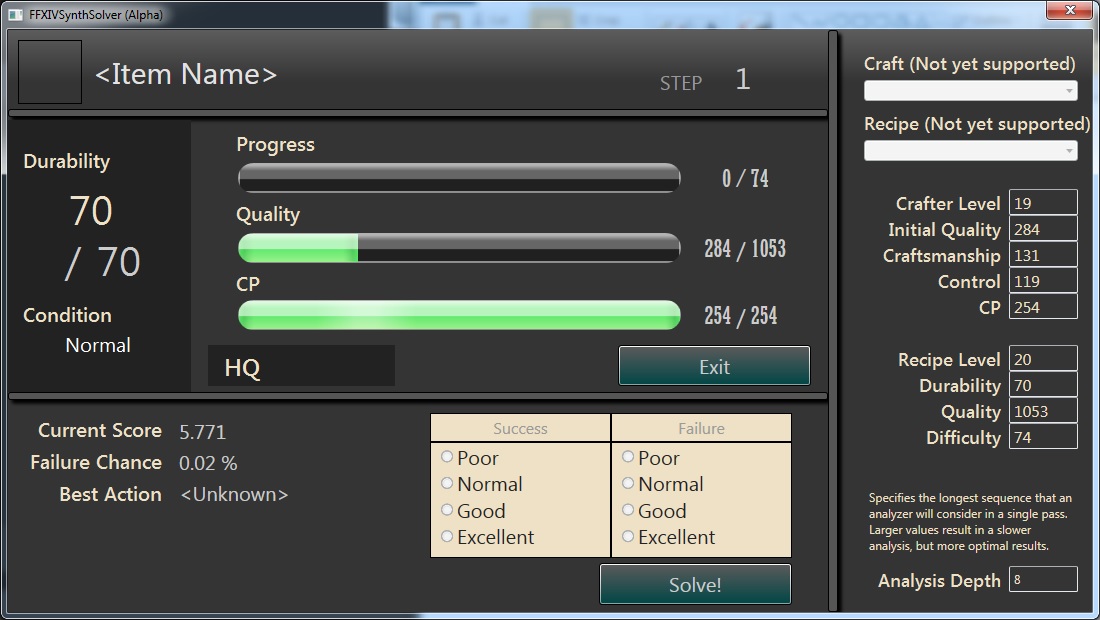 FFXIVSynthSolver (Alpha)
<Item Name>
STEP 1
Durability
70
/ 70
Condition
Normal
Progress
0 / 74
Quality
284 / 1053
CP
254 / 254
HQ
Exit
Current Score 5.771
Failure Chance 0.02 %
Best Action <Unknown>
Success Failure
Poor Poor
Normal Normal
Good Good
Excellent Excellent
Solve!
Craft (Not yet supported)
Recipe (Not yet supported)
Crafter Level 19
Initial Quality 284
Craftsmanship 131
Control 119
CP 254
Recipe Level 20
Durability 70
Quality 1053
Difficulty 74
Specifies the longest sequence that an
analyzer will consider in a single pass.
Larger values result in a slower
analysis, but more optimal results.
Analysis Depth 8